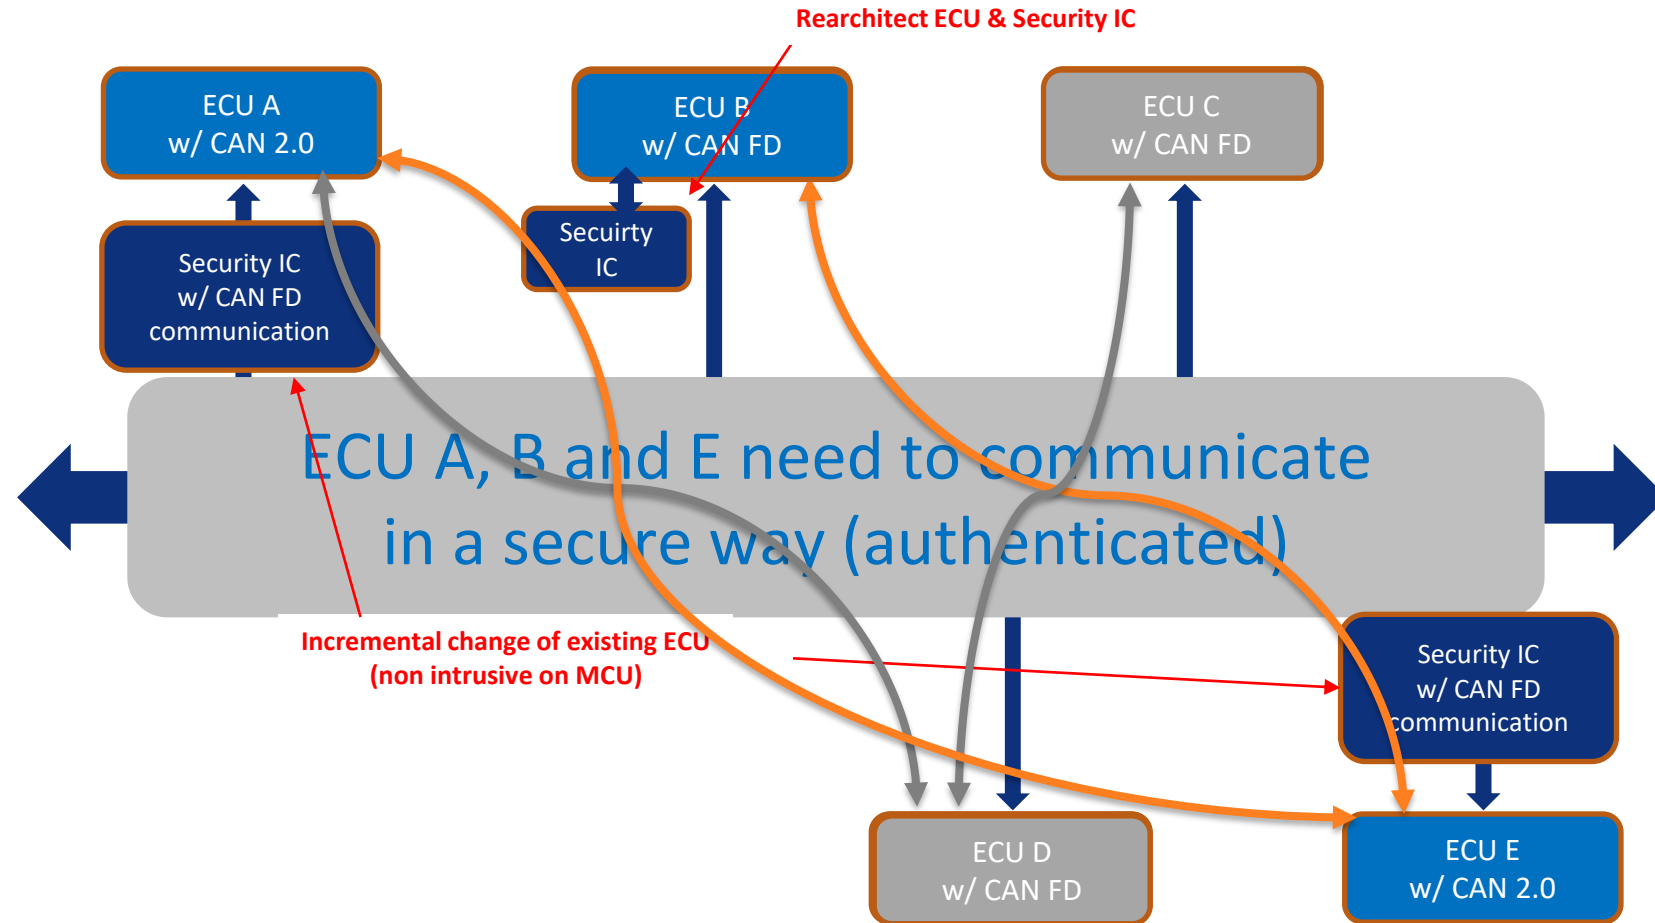 Rearchitect ECU & Security IC
ECU A
w/ CAN 2.0
ECU B
w/ CAN FD
ECU C
w/ CAN FD
Security IC
w/ CAN FD
communication
Secuirty
IC
ECU A, B and E need to communicate
in a secure way (authenticated)
Incremental change of existing ECU
(non intrusive on MCU)
Security IC
w/ CAN FD
communication
ECU D
w/ CAN FD
ECU E
w/ CAN 2.0